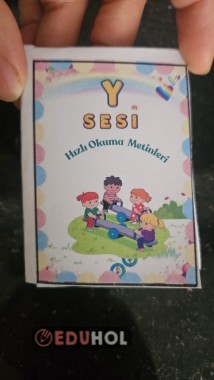 Y
SESİ
Hızlı Okuma Metinleri
EDUHOL